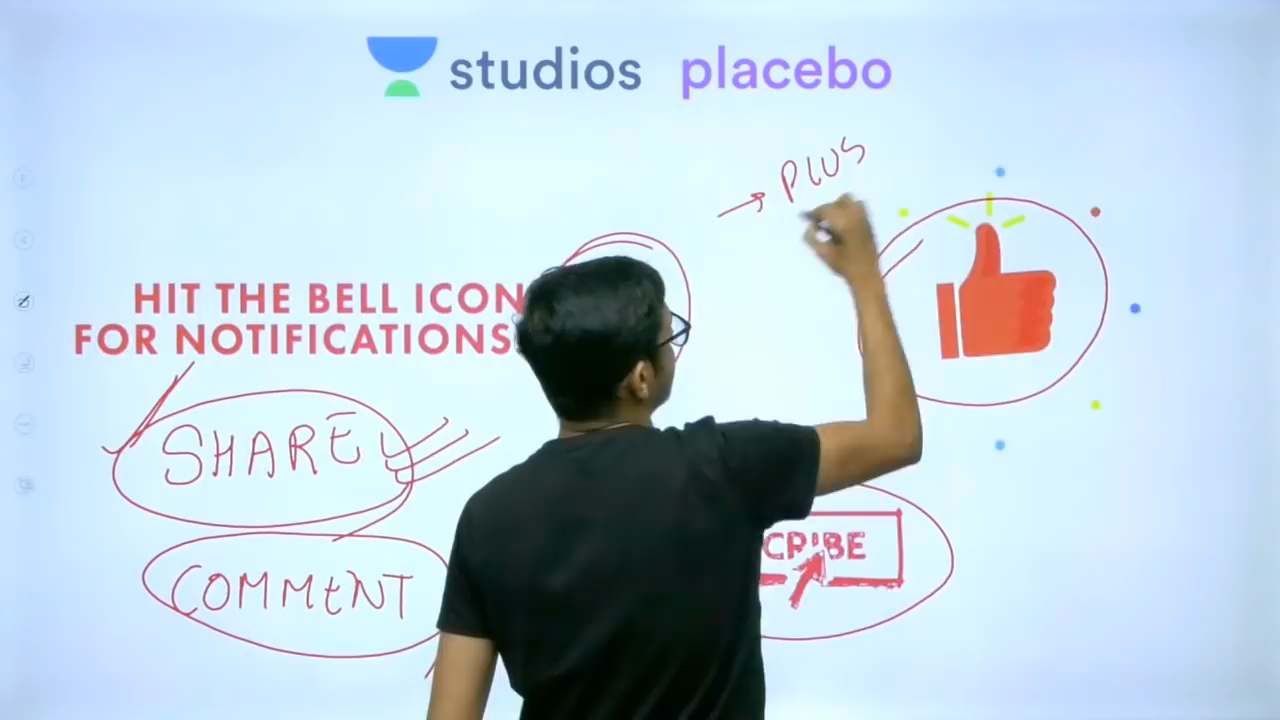 studios placebo
PLUS
HIT THE BELL ICON
FOR NOTIFICATIONS
SHARE
CRIBE
COMMENT